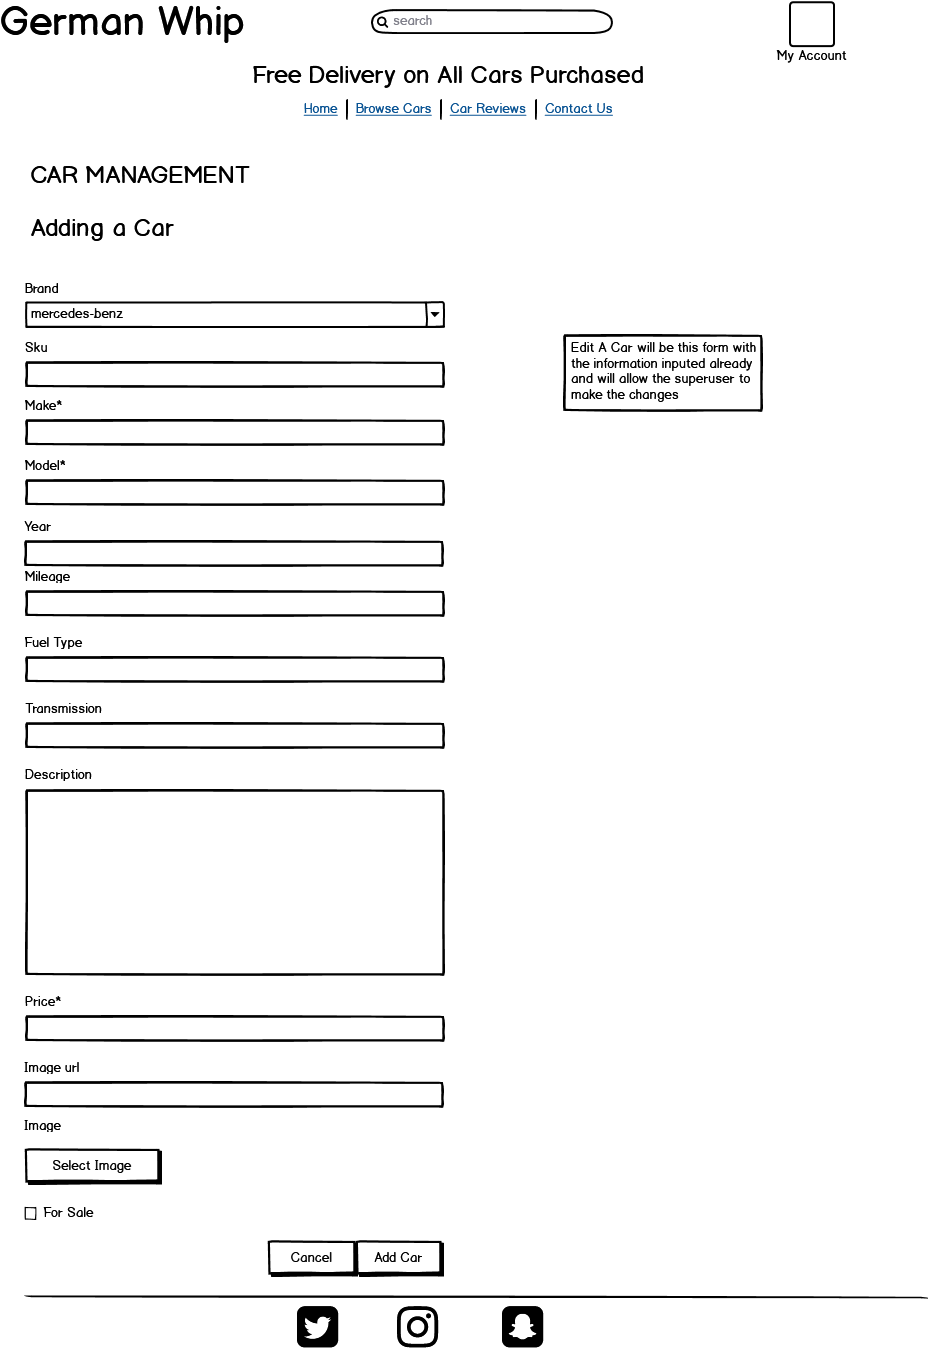 German Whip
search
My Account
Free Delivery on All Cars Purchased
Home
Browse Cars
Car Reviews
Contact Us
CAR MANAGEMENT
Adding a Car
Brand
mercedes-benz
Sku
Edit A Car will be this form with
the information inputed already
and will allow the superuser to
make the changes
Make*
Model*
Year
Mileage
Fuel Type
Transmission
Description
Price*
Image url
Image
Select Image
For Sale
Cancel
Add Car